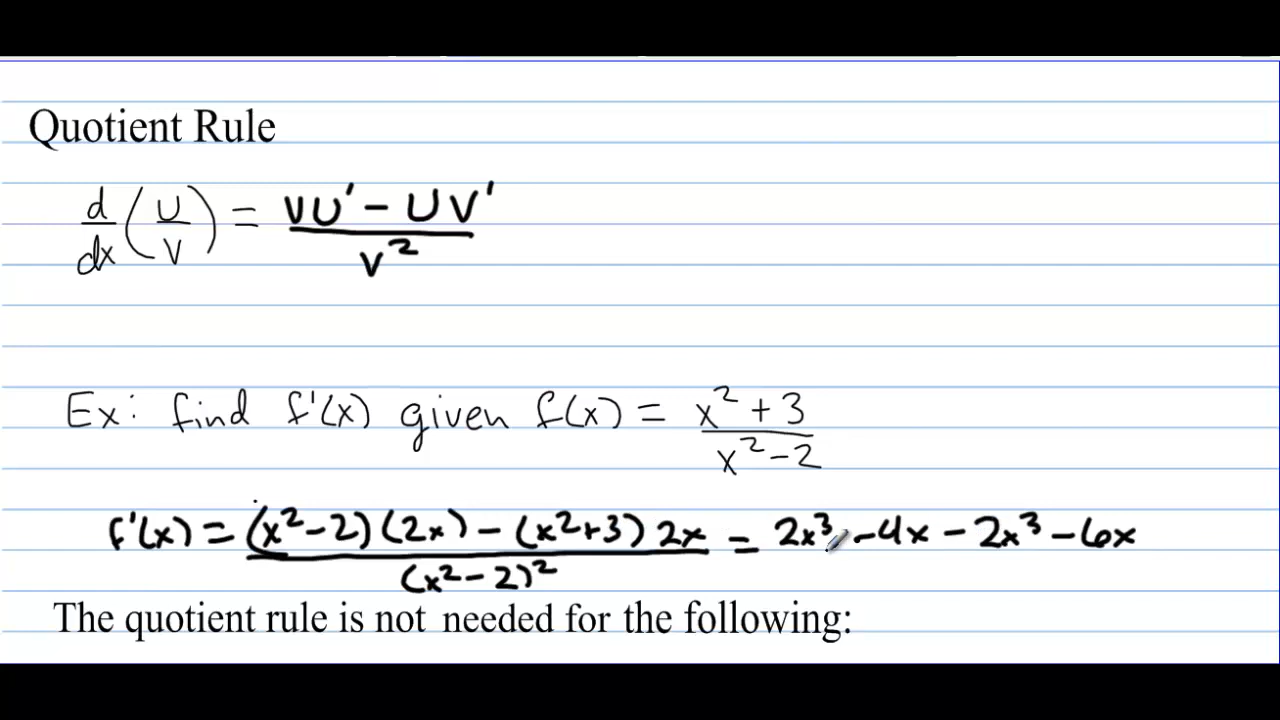 Quotient Rule
d/dx (U/V) = (VU' - UV')/V²
Ex: find f'(x) given f(x) = (x² + 3)/(x² - 2)
f'(x) = ((x² - 2)(2x) - (x² + 3) 2x)/(x² - 2)² = 2x³ - 4x - 2x³ - 6x
The quotient rule is not needed for the following: